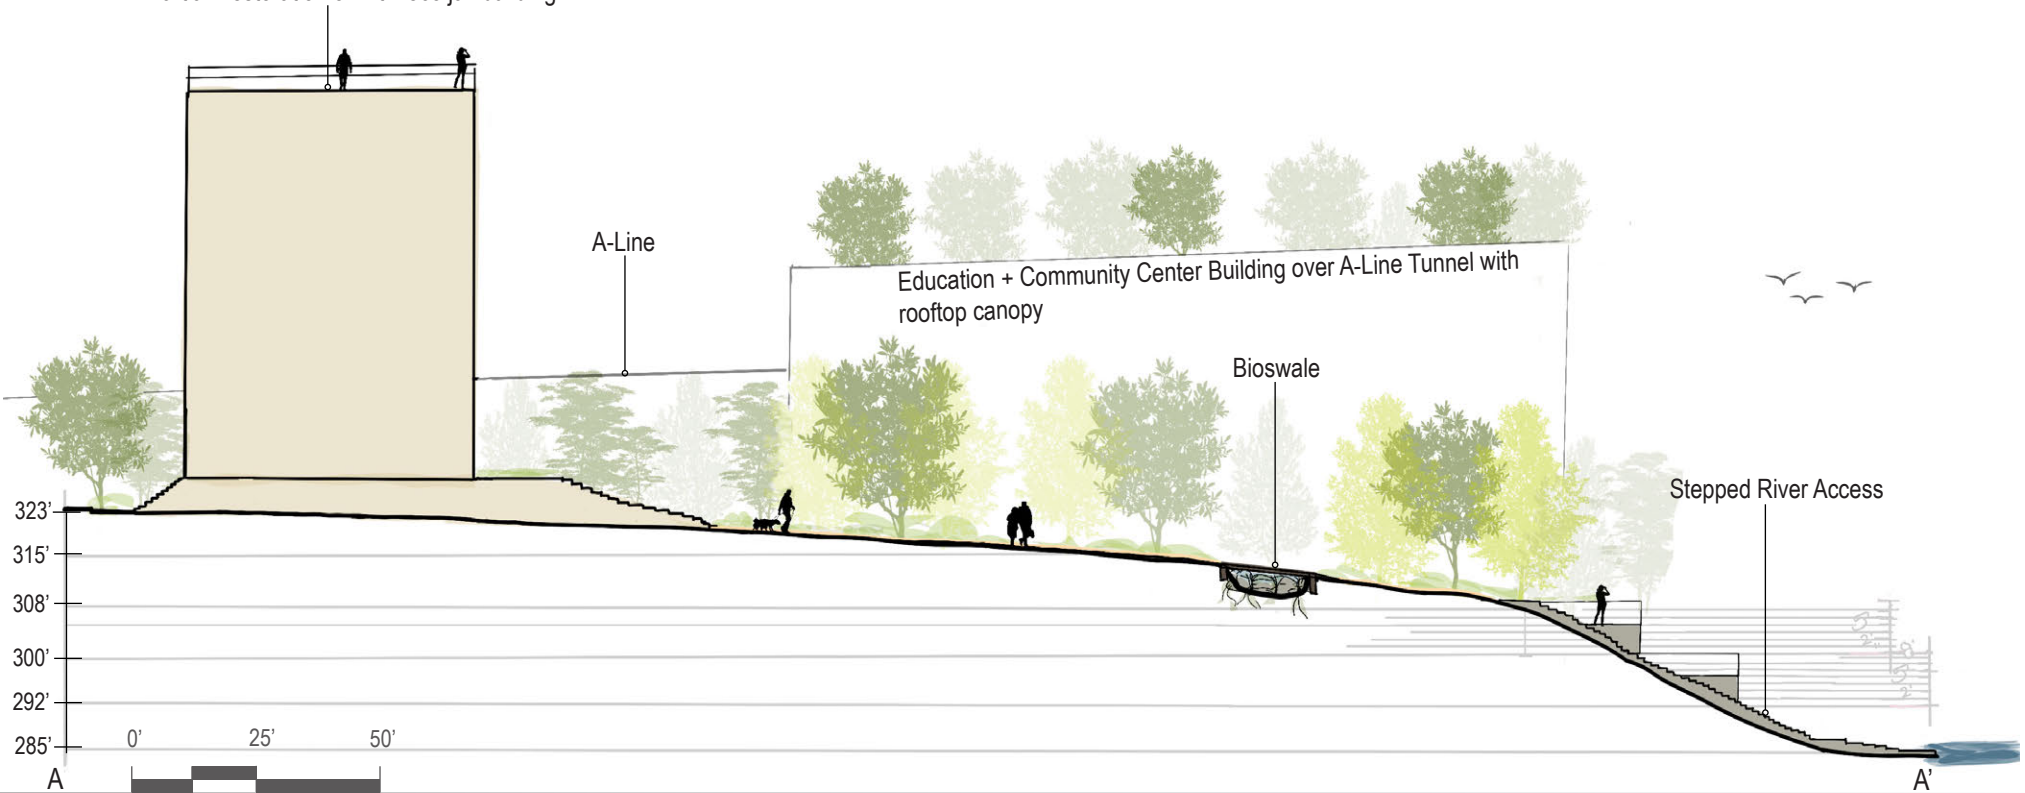 A-Line
Education + Community Center Building over A-Line Tunnel with
rooftop canopy
Bioswale
Stepped River Access
323'
315'
308'
300'
292'
285'
0' 25' 50'
A A'